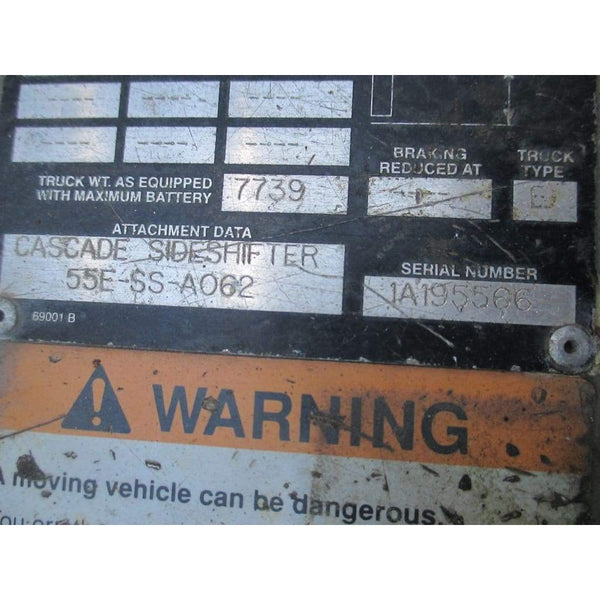 ---- ---- ----
---- ---- ----
TRUCK WT. AS EQUIPPED
WITH MAXIMUM BATTERY
7739
BRAKING
REDUCED AT
TRUCK
TYPE
E
ATTACHMENT DATA
CASCADE SIDESHIFTER
55E-SS-A062
SERIAL NUMBER
1A195566
69001 B
WARNING
A moving vehicle can be dangerous.
You